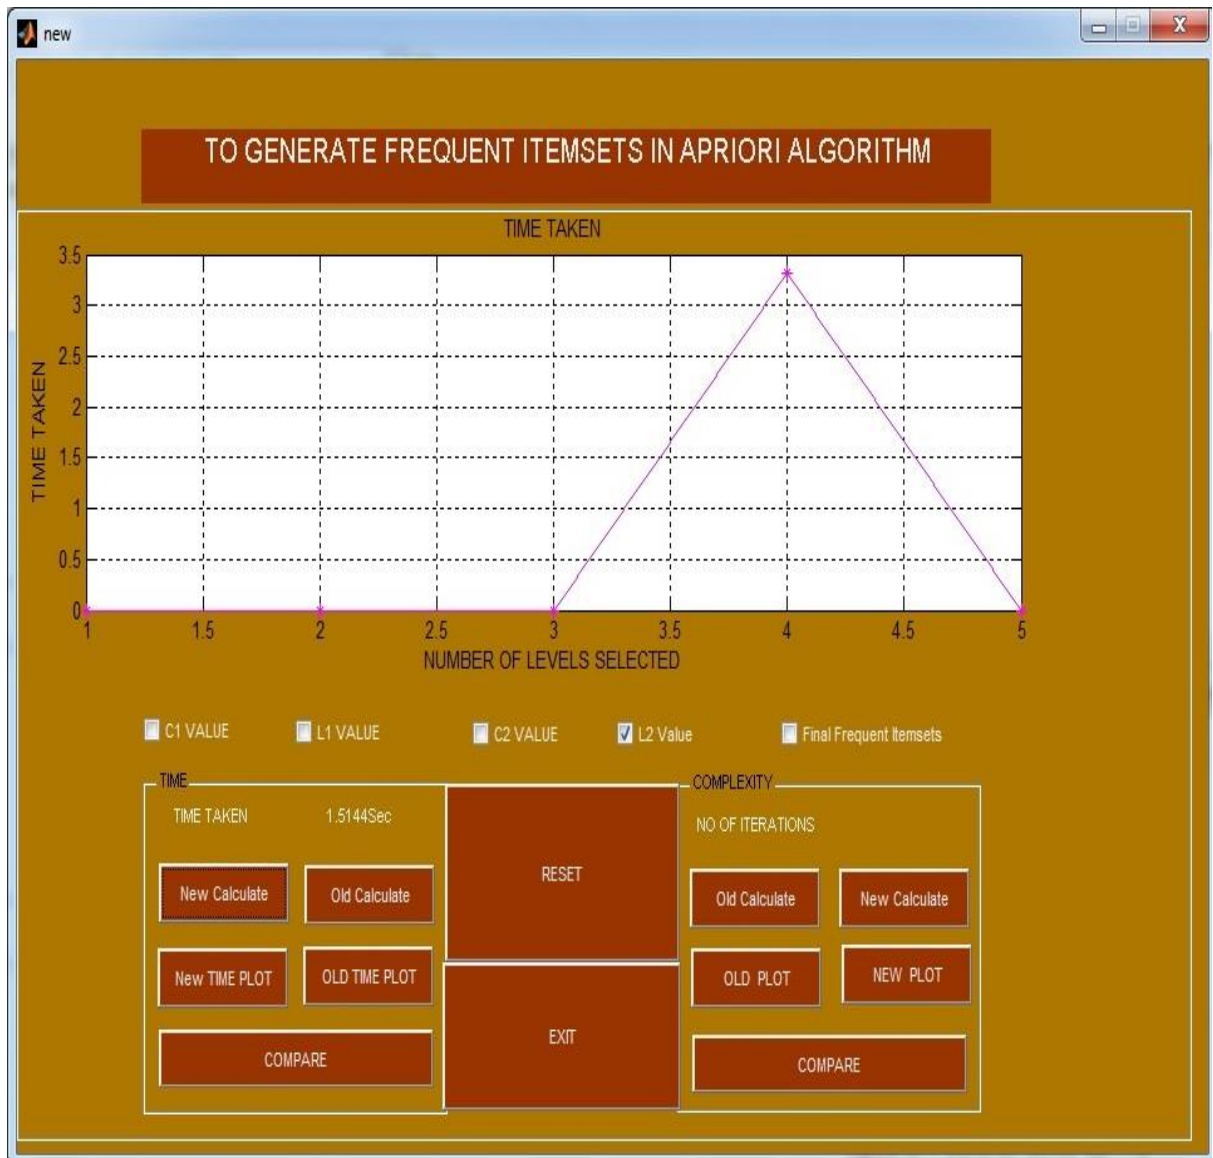 new
TO GENERATE FREQUENT ITEMSETS IN APRIORI ALGORITHM
TIME TAKEN
3.5
3
2.5
2
1.5
1
0.5
0
TIME TAKEN
1 1.5 2 2.5 3 3.5 4 4.5 5
NUMBER OF LEVELS SELECTED
C1 VALUE L1 VALUE C2 VALUE L2 Value Final Frequent Itemsets
TIME
TIME TAKEN 1.5144Sec
New Calculate Old Calculate
New TIME PLOT OLD TIME PLOT
COMPARE
RESET
EXIT
COMPLEXITY
NO OF ITERATIONS
Old Calculate New Calculate
OLD PLOT NEW PLOT
COMPARE